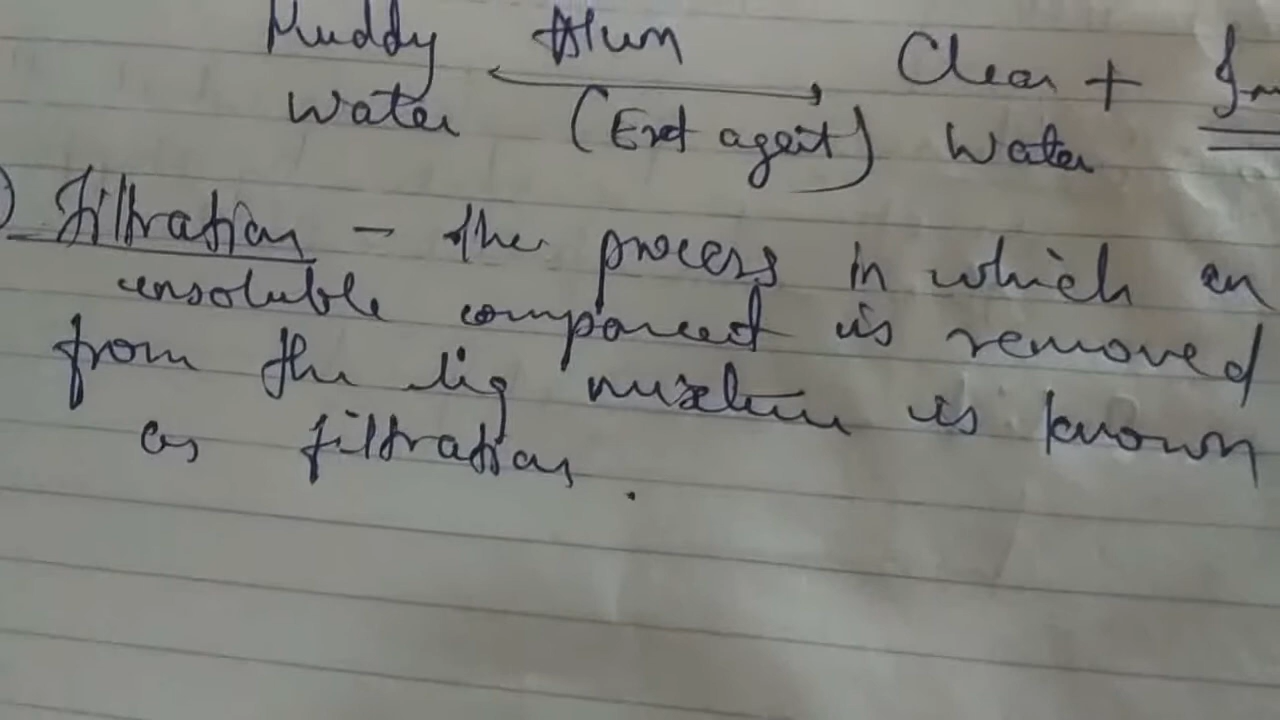 Muddy Alum Clear +
Water (Ext agent) Water
) Filtration - the process in which an
insoluble component is removed
from the liq mixture is known
as filtration.